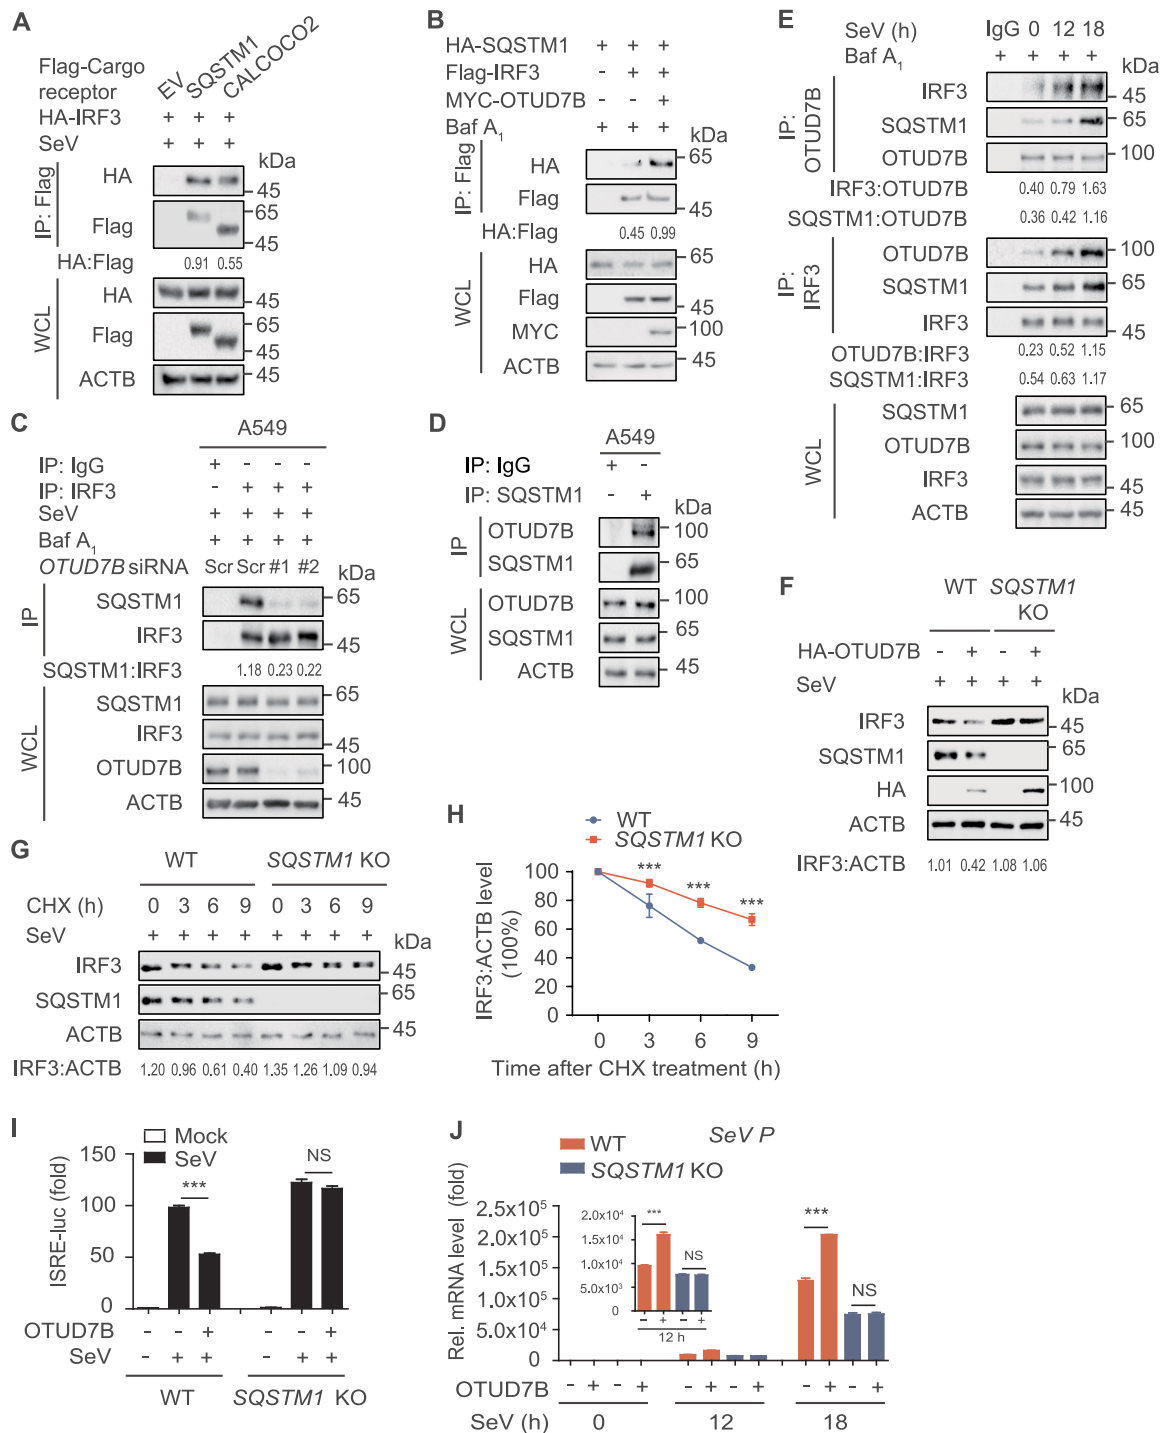 A
Flag-Cargo receptor
EV SQSTM1 CALCOCO2
HA-IRF3 + + +
SeV + + +
kDa
IP: Flag
HA 45
Flag 65 45
HA:Flag 0.91 0.55
WCL
HA 45
Flag 65 45
ACTB 45
B
HA-SQSTM1 + + +
Flag-IRF3 - + +
MYC-OTUD7B - - +
Baf A1 + + +
kDa
IP: Flag
HA 65
Flag 45
HA:Flag 0.45 0.99
WCL
HA 65
Flag 45
MYC 100
ACTB 45
C
A549
IP: IgG + - - -
IP: IRF3 - + + +
SeV + + + +
Baf A1 + + + +
OTUD7B siRNA Scr Scr #1 #2
kDa
IP
SQSTM1 65
IRF3 45
SQSTM1:IRF3 1.18 0.23 0.22
WCL
SQSTM1 65
IRF3 45
OTUD7B 100
ACTB 45
D
A549
IP: IgG + -
IP: SQSTM1 - +
kDa
IP
OTUD7B 100
SQSTM1 65
WCL
OTUD7B 100
SQSTM1 65
ACTB 45
E
SeV (h) IgG 0 12 18
Baf A1 + + + +
kDa
IP: OTUD7B
IRF3 45
SQSTM1 65
OTUD7B 100
IRF3:OTUD7B 0.40 0.79 1.63
SQSTM1:OTUD7B 0.36 0.42 1.16
IP: IRF3
OTUD7B 100
SQSTM1 65
IRF3 45
OTUD7B:IRF3 0.23 0.52 1.15
SQSTM1:IRF3 0.54 0.63 1.17
WCL
SQSTM1 65
OTUD7B 100
IRF3 45
ACTB 45
F
WT SQSTM1 KO
HA-OTUD7B - + - +
SeV + + + +
kDa
IRF3 45
SQSTM1 65
HA 100
ACTB 45
IRF3:ACTB 1.01 0.42 1.08 1.06
G
WT SQSTM1 KO
CHX (h) 0 3 6 9 0 3 6 9
SeV + + + + + + + +
kDa
IRF3 45
SQSTM1 65
ACTB 45
IRF3:ACTB 1.20 0.96 0.61 0.40 1.35 1.26 1.09 0.94
H
WT
SQSTM1 KO
IRF3:ACTB level (100%)
100
80
60
40
20
0
*** *** ***
0 3 6 9
Time after CHX treatment (h)
I
Mock
SeV
ISRE-luc (fold)
150
100
50
0
*** NS
OTUD7B - - + - - +
SeV - + + - + +
WT SQSTM1 KO
J
WT
SQSTM1 KO
SeV P
Rel. mRNA level (fold)
2.5x10⁵
2.0x10⁵
1.5x10⁵
1.0x10⁵
5.0x10⁴
0
2.0x10⁴
1.5x10⁴
1.0x10⁴
5.0x10³
0
*** NS
- + - +
12 h
*** NS
OTUD7B - + - + - + - + - + - +
SeV (h) 0 12 18